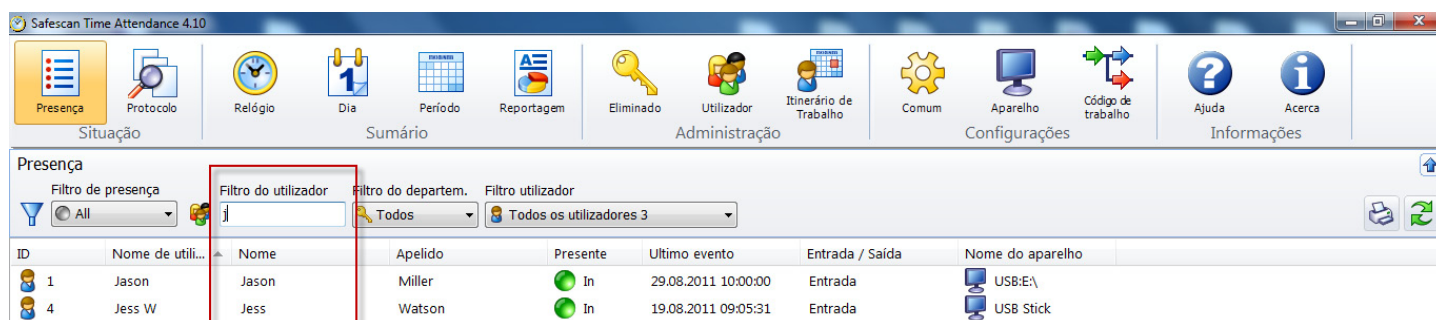 Safescan Time Attendance 4.10
Presença Protocolo Relógio Dia Período Reportagem Eliminado Utilizador Itinerário de Trabalho Comum Aparelho Código de trabalho Ajuda Acerca
Situação Sumário Administração Configurações Informações
Presença
Filtro de presença Filtro do utilizador Filtro do departem. Filtro utilizador
All j Todos Todos os utilizadores 3
ID Nome de utili... Nome Apelido Presente Ultimo evento Entrada / Saída Nome do aparelho
1 Jason Jason Miller In 29.08.2011 10:00:00 Entrada USB:E:\
4 Jess W Jess Watson In 19.08.2011 09:05:31 Entrada USB Stick